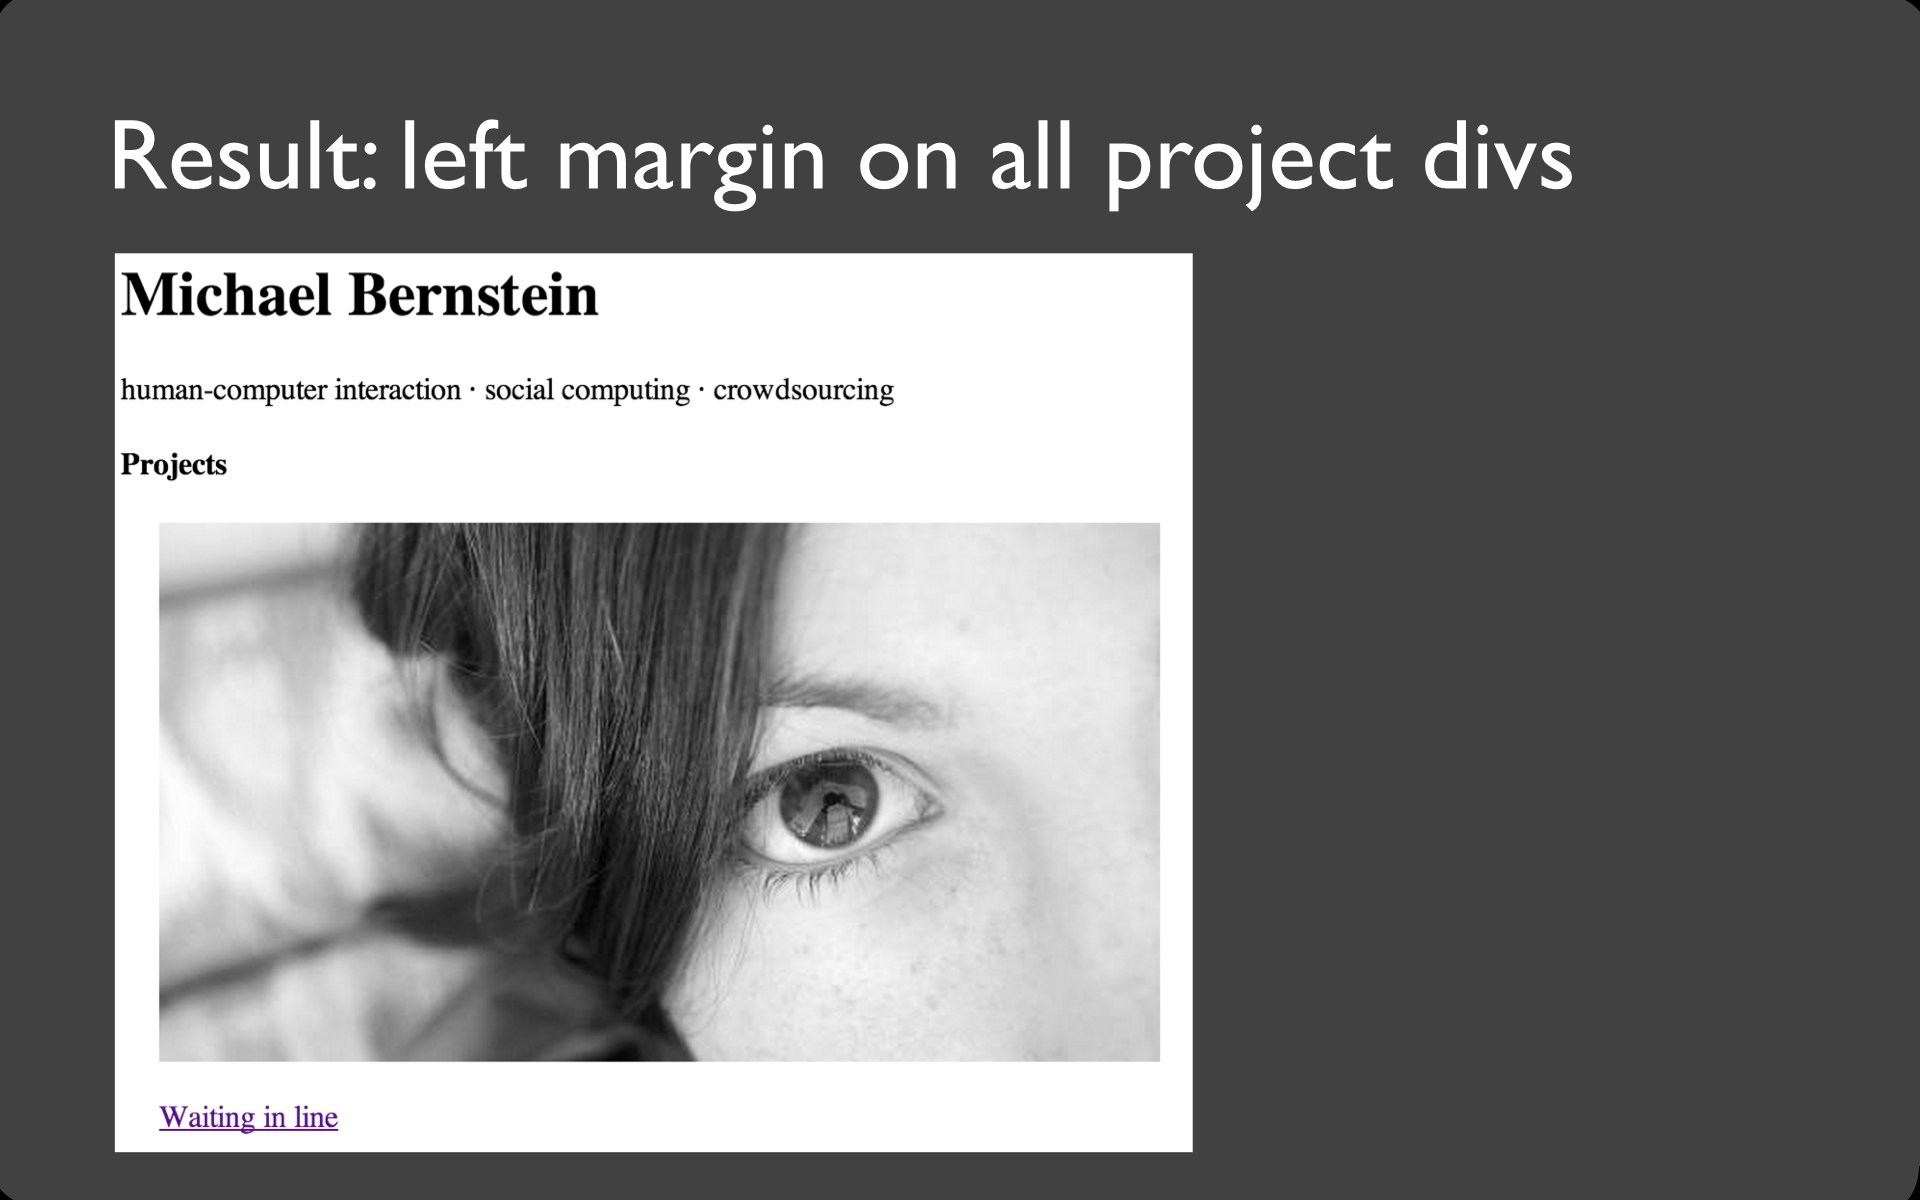 Result: left margin on all project divs
Michael Bernstein
human-computer interaction · social computing · crowdsourcing
Projects
Waiting in line